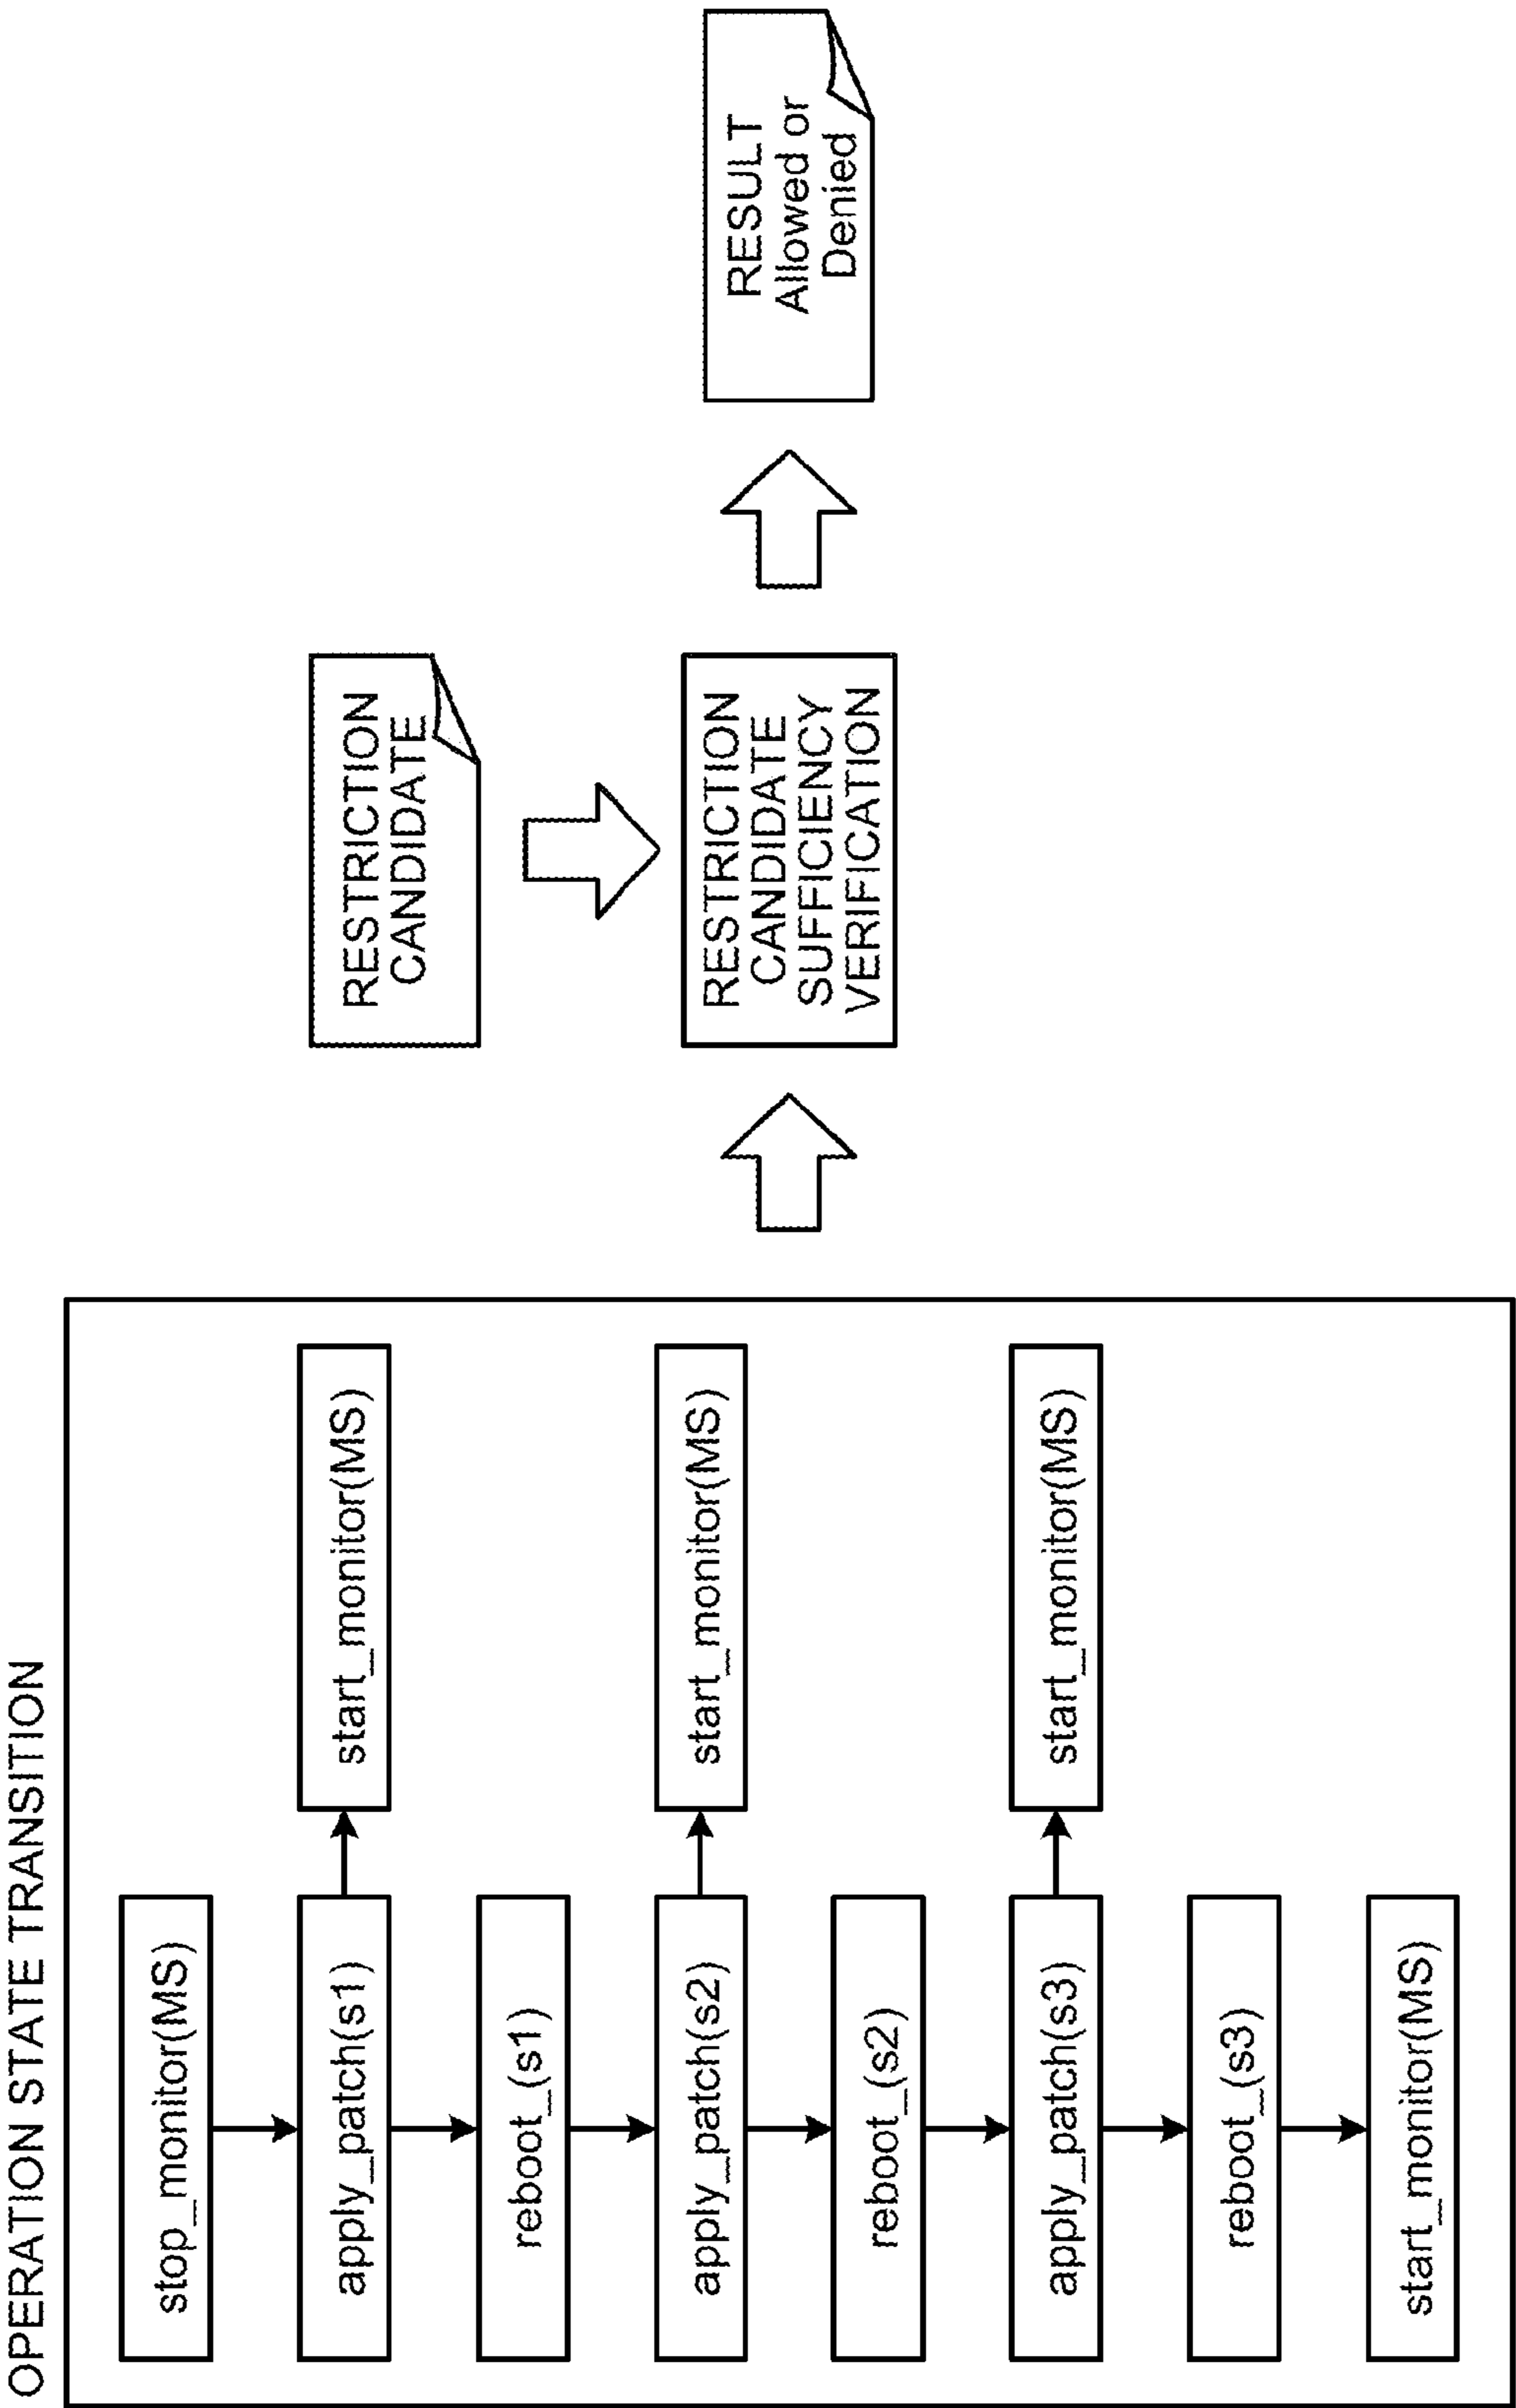 OPERATION STATE TRANSITION
stop_monitor(MS)
apply_patch(s1)
start_monitor(MS)
reboot_(s1)
apply_patch(s2)
start_monitor(MS)
reboot_(s2)
apply_patch(s3)
start_monitor(MS)
reboot_(s3)
start_monitor(MS)
RESTRICTION
CANDIDATE
RESTRICTION
CANDIDATE
SUFFICIENCY
VERIFICATION
RESULT
Allowed or
Denied